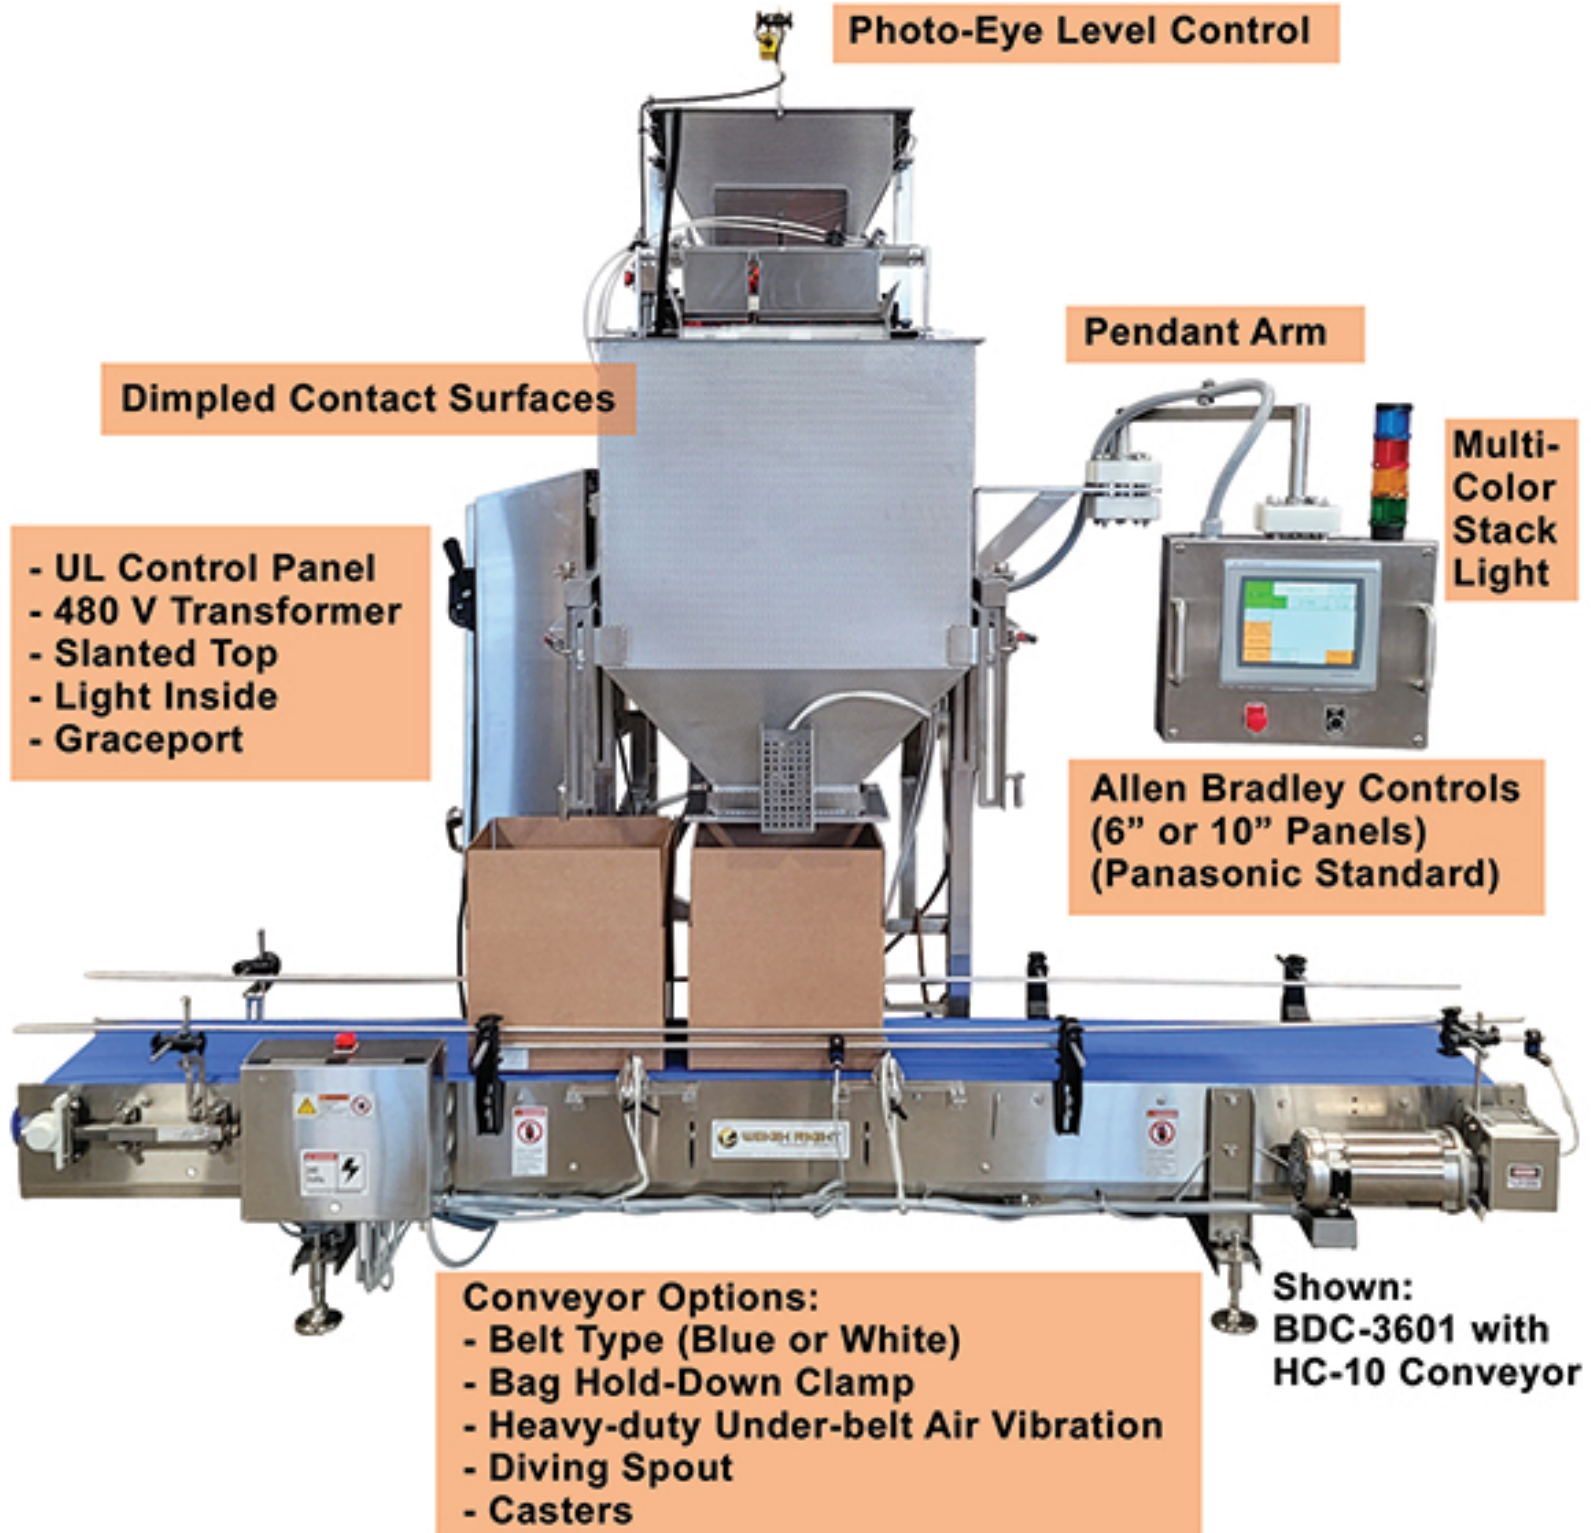 Photo-Eye Level Control
Pendant Arm
Dimpled Contact Surfaces
Multi-
Color
Stack
Light
- UL Control Panel
- 480 V Transformer
- Slanted Top
- Light Inside
- Graceport
Allen Bradley Controls
(6” or 10” Panels)
(Panasonic Standard)
WEIGH RIGHT
Conveyor Options:
- Belt Type (Blue or White)
- Bag Hold-Down Clamp
- Heavy-duty Under-belt Air Vibration
- Diving Spout
- Casters
Shown:
BDC-3601 with
HC-10 Conveyor